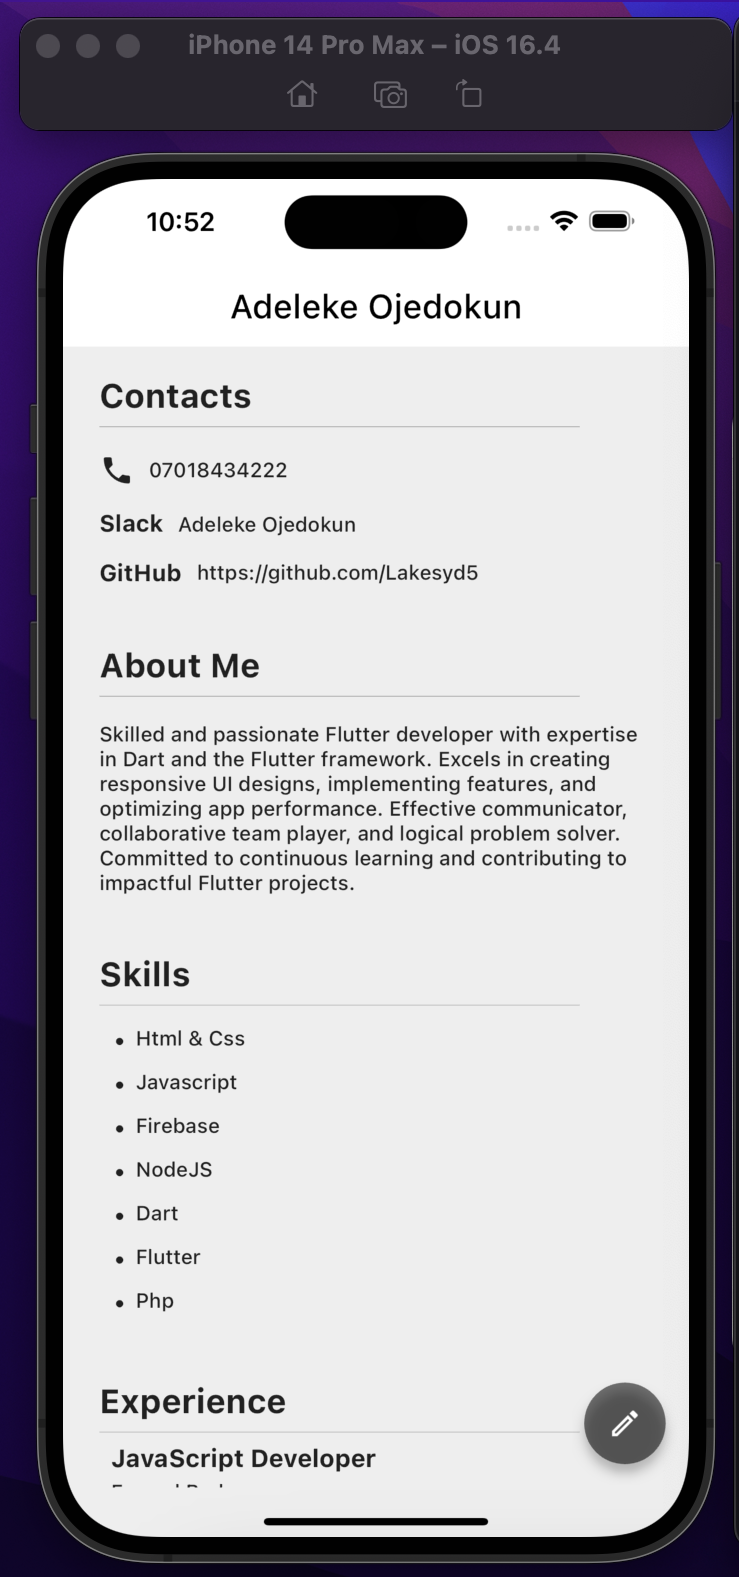 iPhone 14 Pro Max – iOS 16.4
10:52
Adeleke Ojedokun
Contacts
07018434222
Slack Adeleke Ojedokun
GitHub https://github.com/Lakesyd5
About Me
Skilled and passionate Flutter developer with expertise
in Dart and the Flutter framework. Excels in creating
responsive UI designs, implementing features, and
optimizing app performance. Effective communicator,
collaborative team player, and logical problem solver.
Committed to continuous learning and contributing to
impactful Flutter projects.
Skills
• Html & Css
• Javascript
• Firebase
• NodeJS
• Dart
• Flutter
• Php
Experience
JavaScript Developer